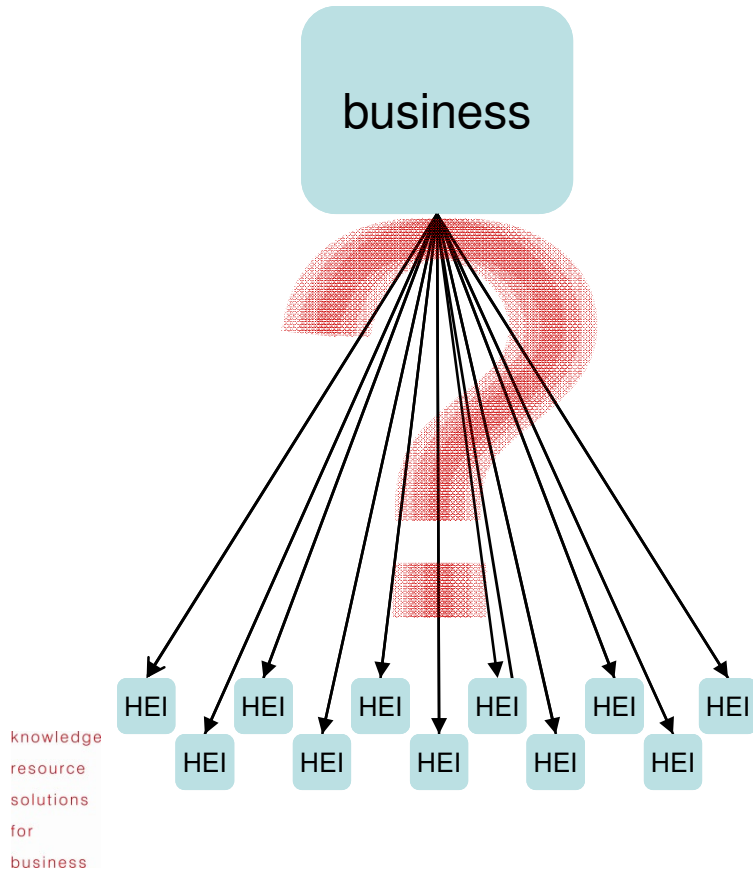 business
HEI HEI HEI HEI HEI HEI
HEI HEI HEI HEI HEI
knowledge
resource
solutions
for
business